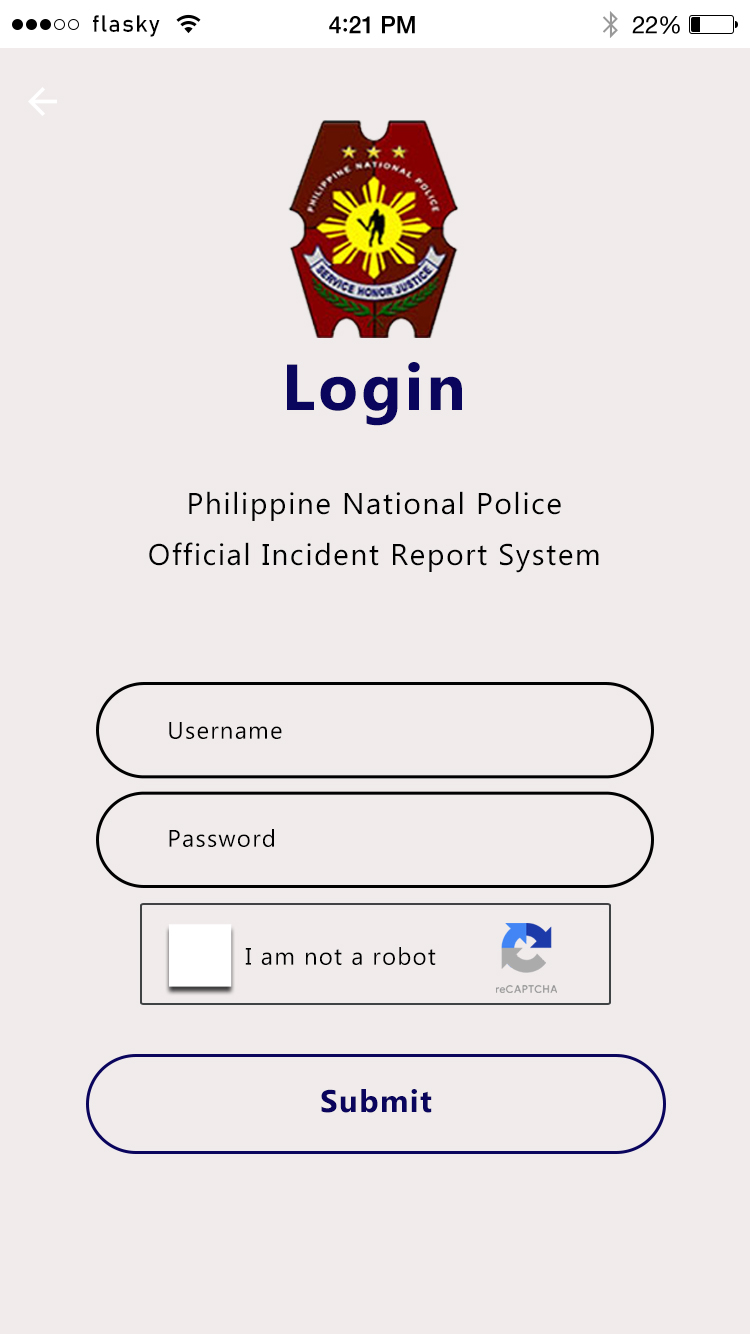 flasky 4:21 PM 22%
PHILIPPINE NATIONAL POLICE
SERVICE HONOR JUSTICE
Login
Philippine National Police
Official Incident Report System
Username
Password
I am not a robot
reCAPTCHA
Submit